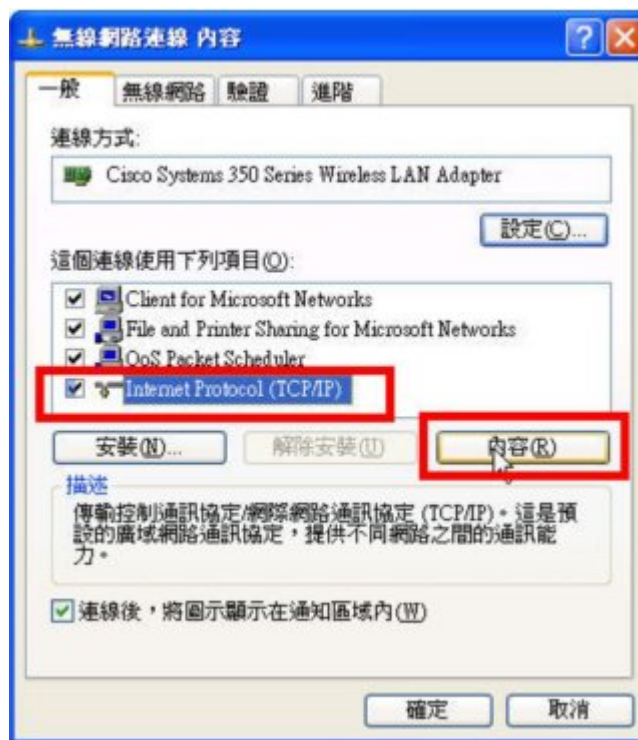 無線網路連線 內容
一般 無線網路 驗證 進階
連線方式:
Cisco Systems 350 Series Wireless LAN Adapter
設定(C)...
這個連線使用下列項目(O):
Client for Microsoft Networks
File and Printer Sharing for Microsoft Networks
QoS Packet Scheduler
Internet Protocol (TCP/IP)
安裝(N)... 解除安裝(U) 內容(R)
描述
傳輸控制通訊協定/網際網路通訊協定 (TCP/IP)。這是預
設的廣域網路通訊協定，提供不同網路之間的通訊能
力。
連線後，將圖示顯示在通知區域內(W)
確定 取消